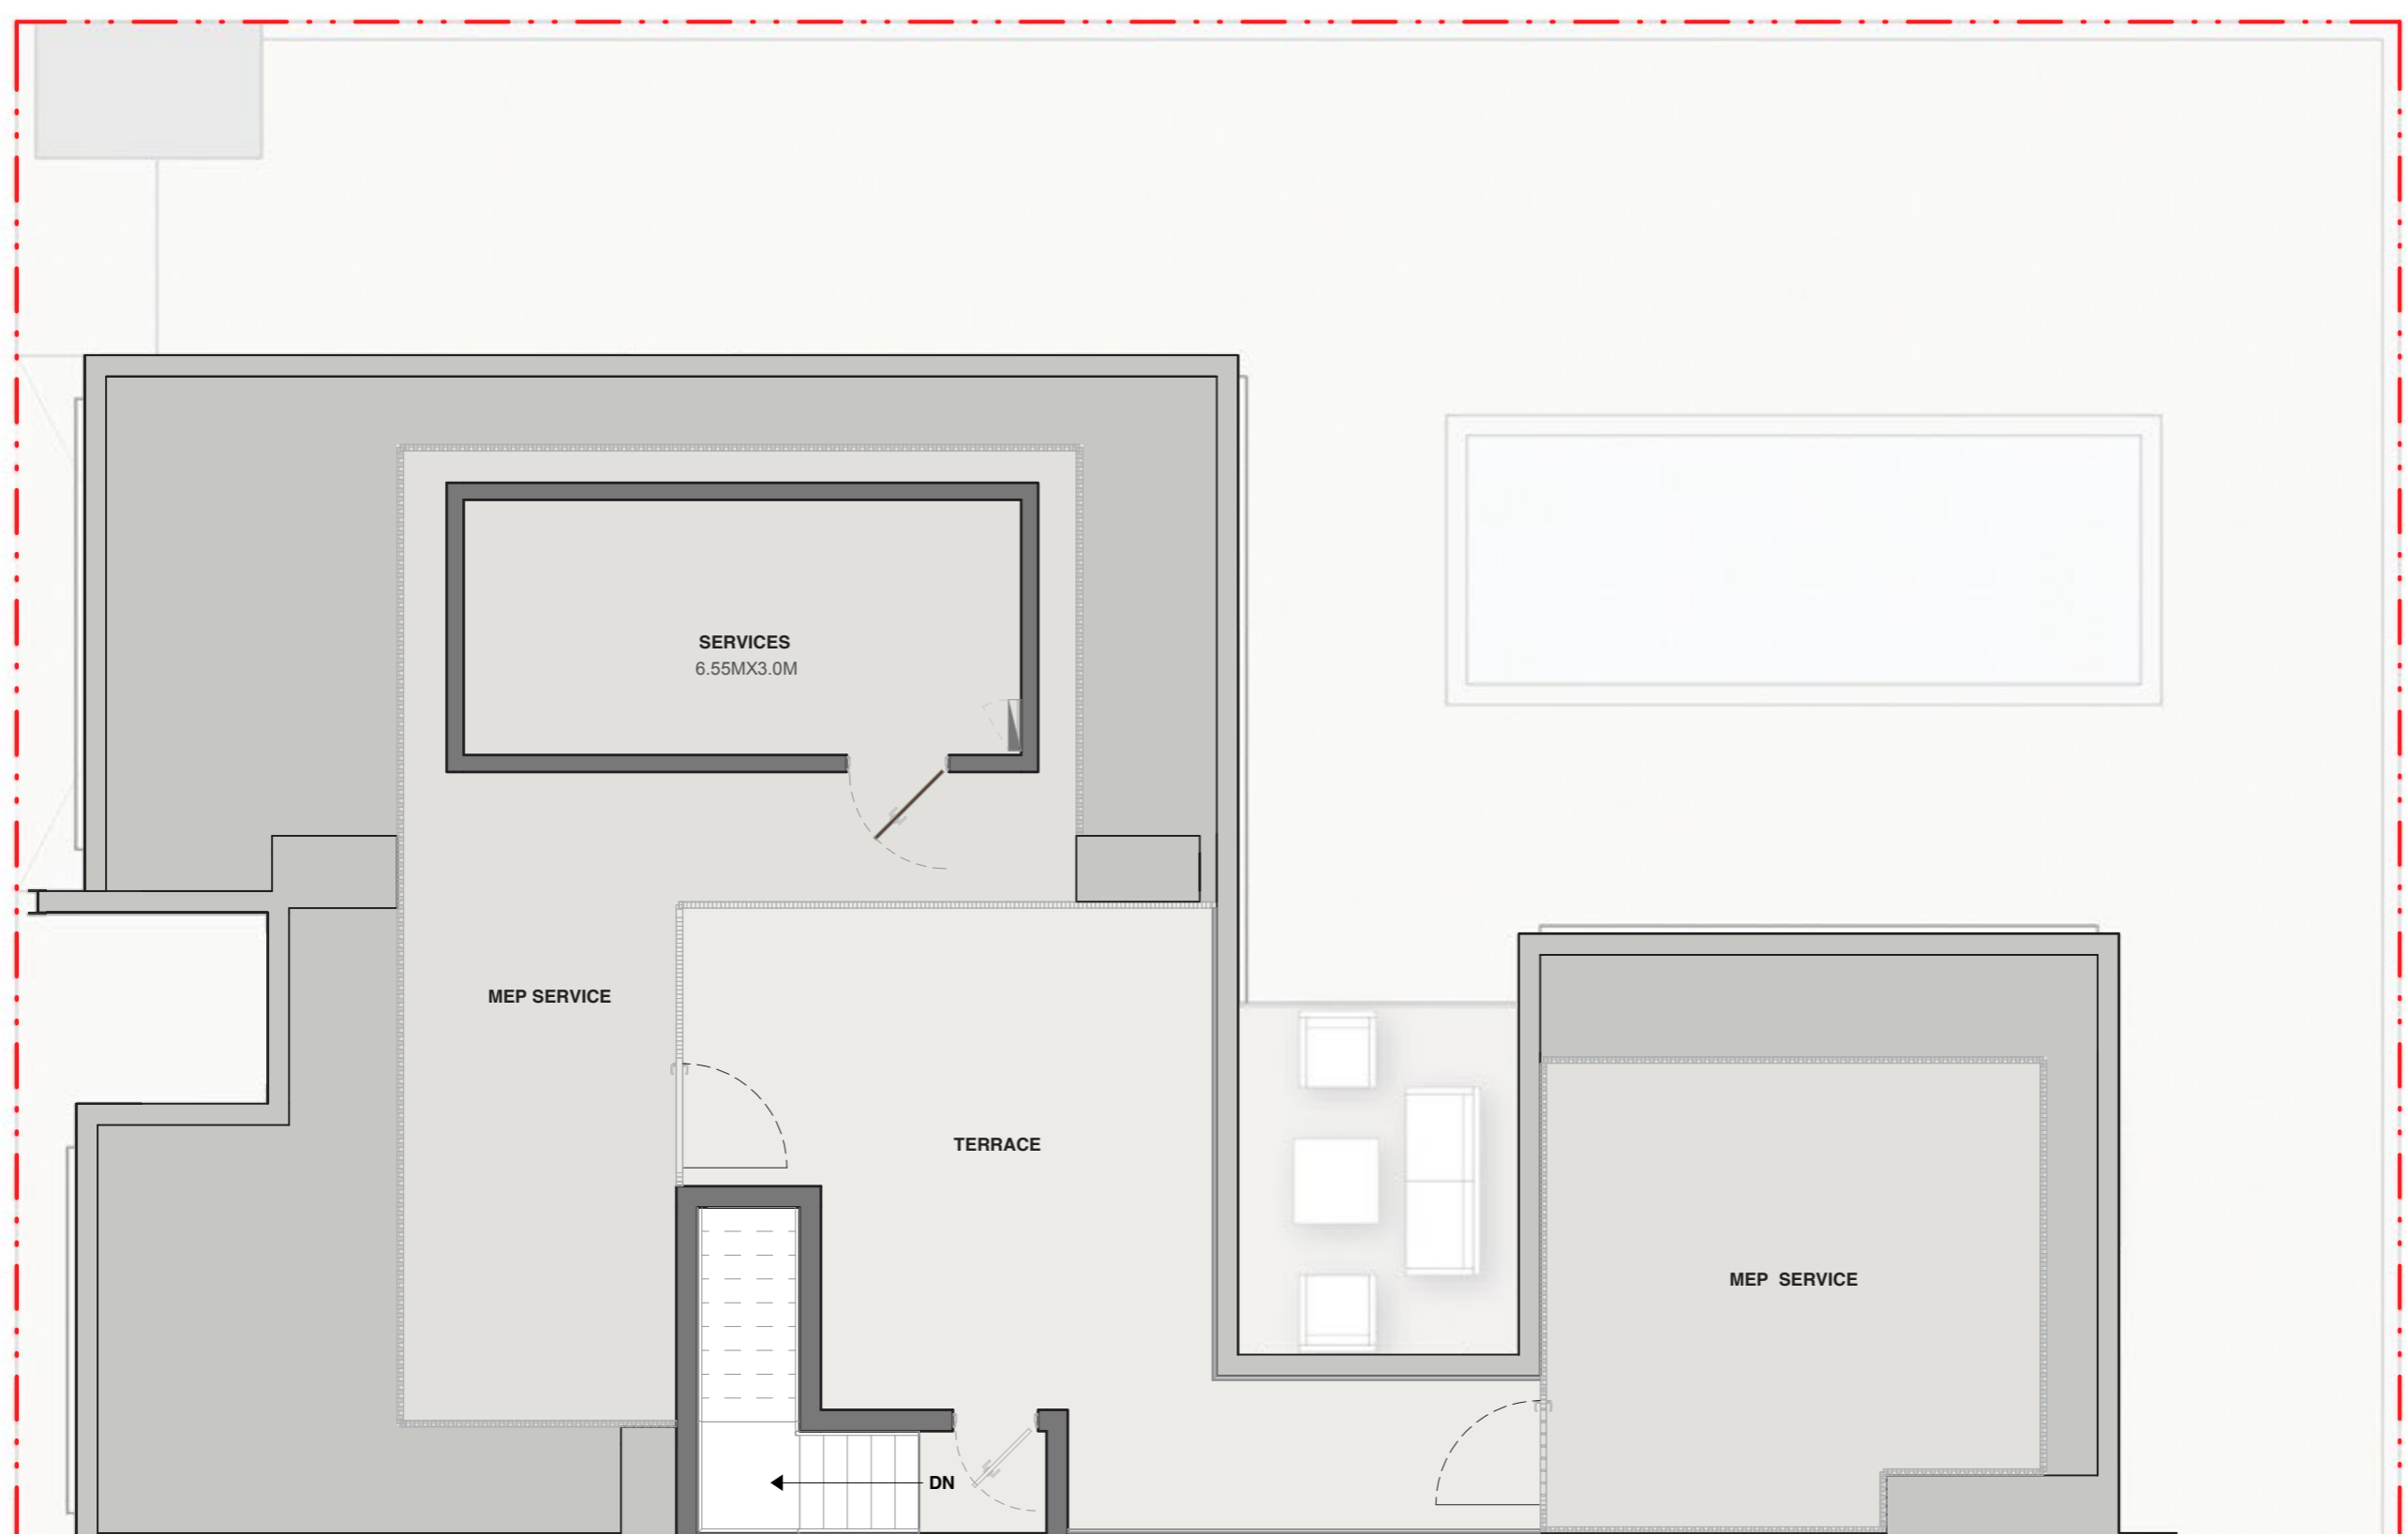 SERVICES
6.55MX3.0M
MEP SERVICE
TERRACE
MEP  SERVICE
DN